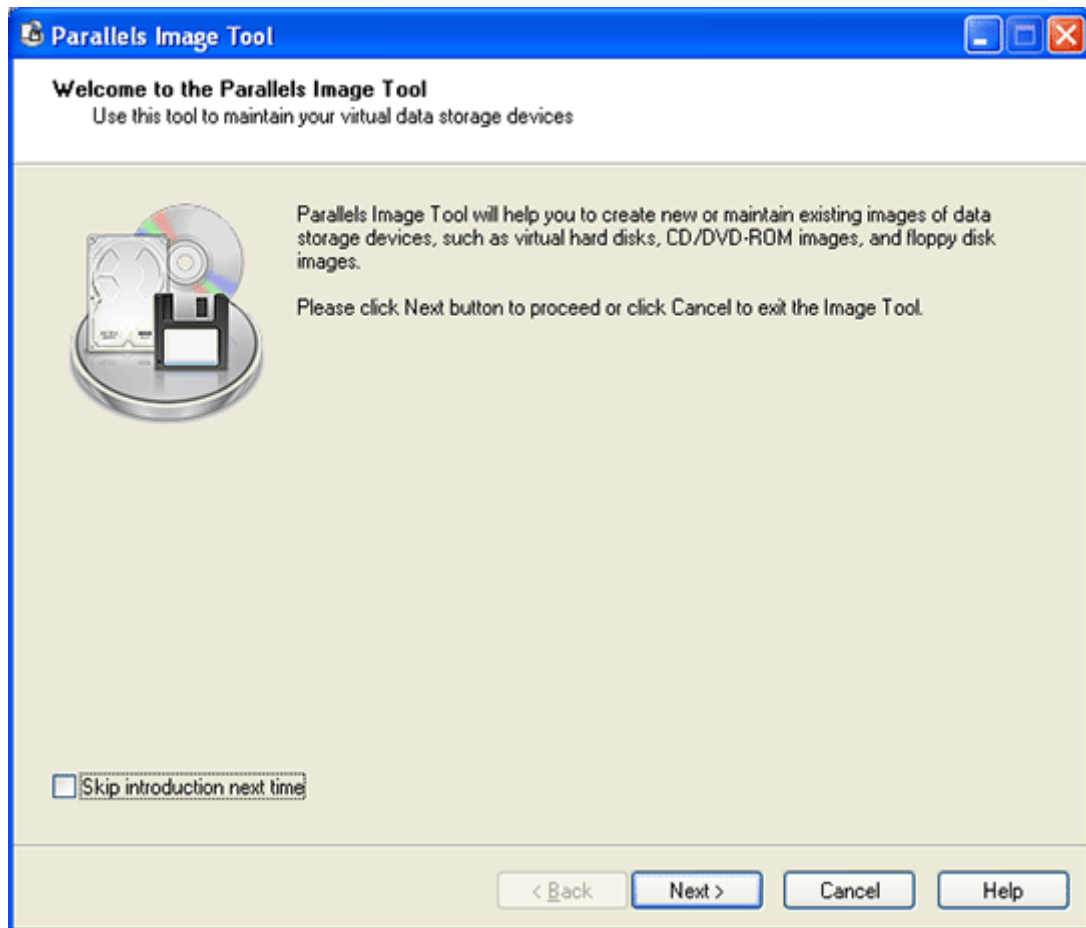 Parallels Image Tool
Welcome to the Parallels Image Tool
Use this tool to maintain your virtual data storage devices
Parallels Image Tool will help you to create new or maintain existing images of data
storage devices, such as virtual hard disks, CD/DVD-ROM images, and floppy disk
images.
Please click Next button to proceed or click Cancel to exit the Image Tool.
Skip introduction next time
< Back
Next >
Cancel
Help